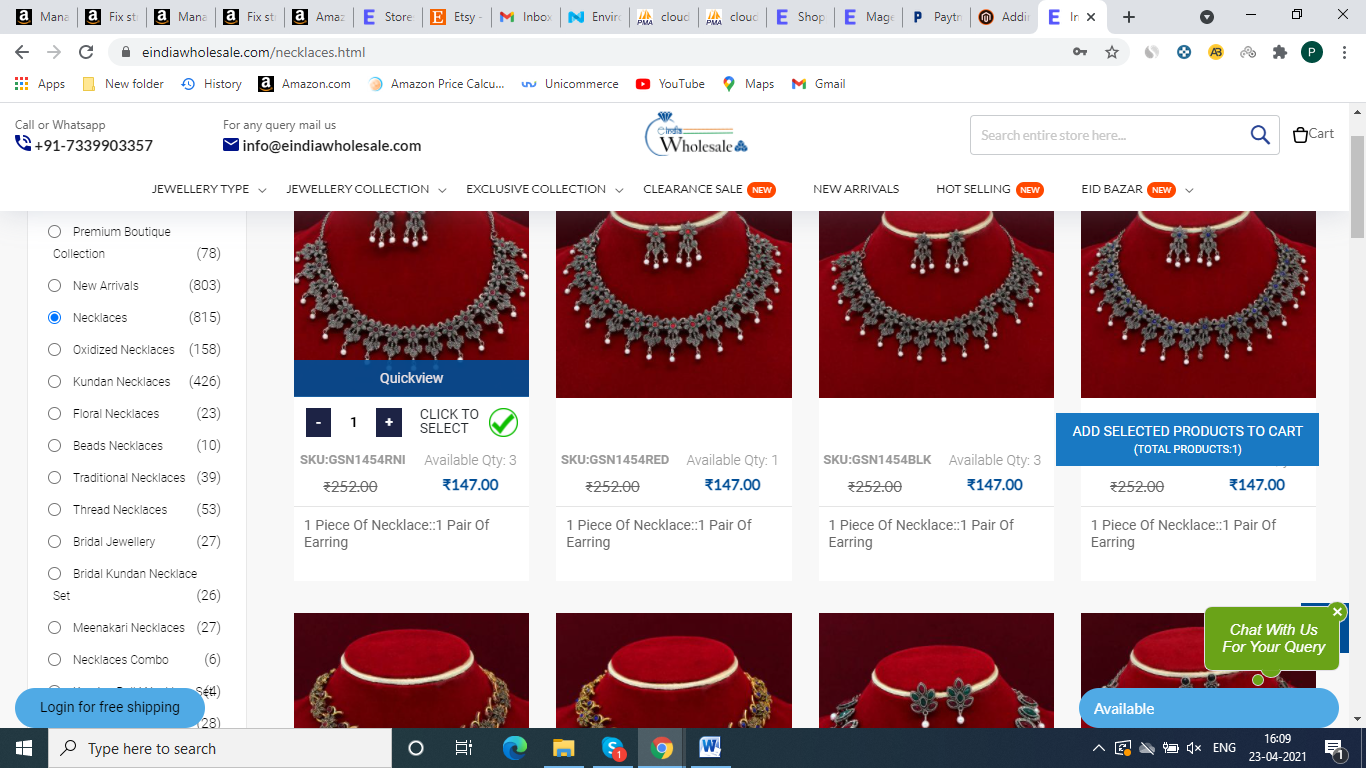 Mana
Fix st
Mana
Fix st
Amaz
Store
Etsy -
Inbox
Enviro
cloud
cloud
Shop
Mage
Paytm
Addi
In
eindiawholesale.com/necklaces.html
Apps
New folder
History
Amazon.com
Amazon Price Calcu...
Unicommerce
YouTube
Maps
Gmail
Call or Whatsapp
+91-7339903357
For any query mail us
info@eindiawholesale.com
eIndia
Wholesale
Search entire store here...
Cart
JEWELLERY TYPE
JEWELLERY COLLECTION
EXCLUSIVE COLLECTION
CLEARANCE SALE NEW
NEW ARRIVALS
HOT SELLING NEW
EID BAZAR NEW
Premium Boutique
Collection (78)
New Arrivals (803)
Necklaces (815)
Oxidized Necklaces (158)
Kundan Necklaces (426)
Floral Necklaces (23)
Beads Necklaces (10)
Traditional Necklaces (39)
Thread Necklaces (53)
Bridal Jewellery (27)
Bridal Kundan Necklace
Set (26)
Meenakari Necklaces (27)
Necklaces Combo (6)
(28)
Login for free shipping
Quickview
- 1 + CLICK TO
SELECT
SKU:GSN1454RNI Available Qty: 3
₹252.00 ₹147.00
1 Piece Of Necklace::1 Pair Of
Earring
SKU:GSN1454RED Available Qty: 1
₹252.00 ₹147.00
1 Piece Of Necklace::1 Pair Of
Earring
SKU:GSN1454BLK Available Qty: 3
₹252.00 ₹147.00
1 Piece Of Necklace::1 Pair Of
Earring
ADD SELECTED PRODUCTS TO CART
(TOTAL PRODUCTS:1)
₹252.00 ₹147.00
1 Piece Of Necklace::1 Pair Of
Earring
Chat With Us
For Your Query
Available
Type here to search
ENG
16:09
23-04-2021